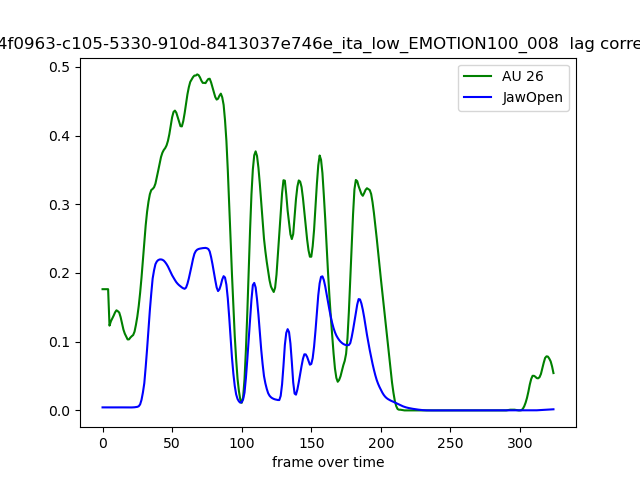 4f0963-c105-5330-910d-8413037e746e_ita_low_EMOTION100_008 lag corre
AU 26
JawOpen
0.5
0.4
0.3
0.2
0.1
0.0
0 50 100 150 200 250 300
frame over time